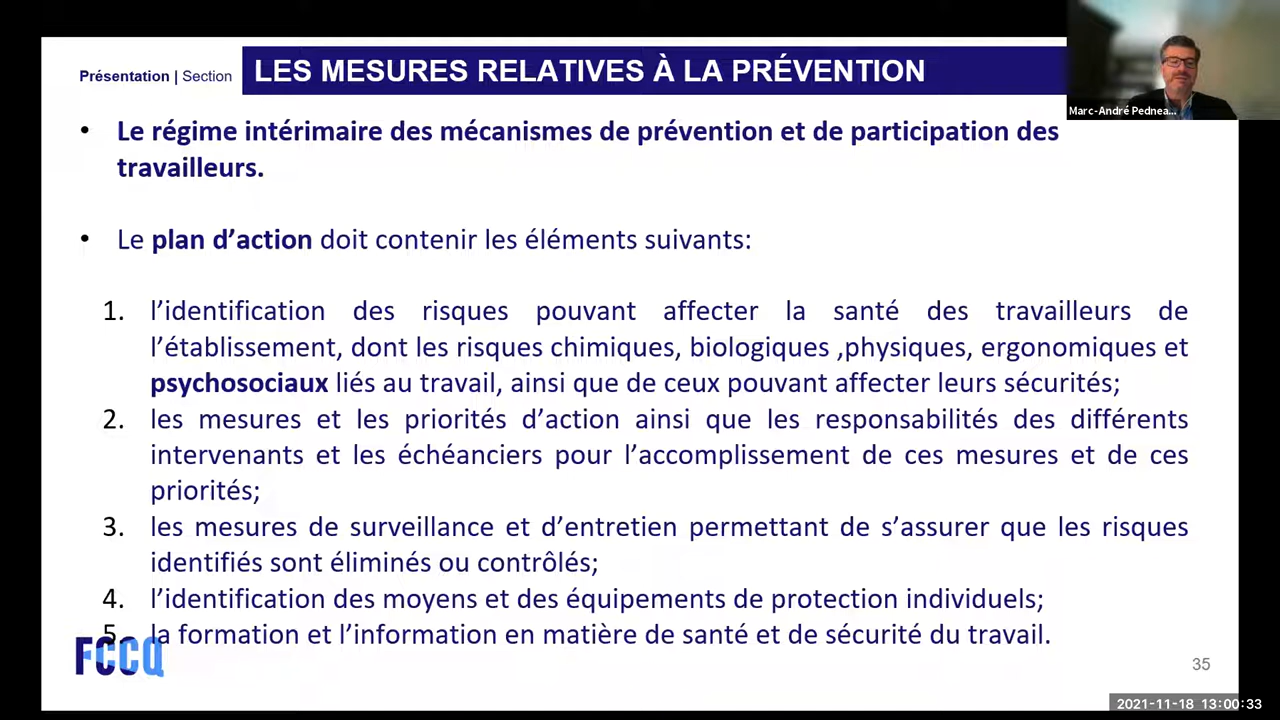 Présentation | Section
LES MESURES RELATIVES À LA PRÉVENTION
Marc-André Pednea...
• Le régime intérimaire des mécanismes de prévention et de participation des
travailleurs.
• Le plan d’action doit contenir les éléments suivants:
1. l’identification des risques pouvant affecter la santé des travailleurs de
l’établissement, dont les risques chimiques, biologiques ,physiques, ergonomiques et
psychosociaux liés au travail, ainsi que de ceux pouvant affecter leurs sécurités;
2. les mesures et les priorités d’action ainsi que les responsabilités des différents
intervenants et les échéanciers pour l’accomplissement de ces mesures et de ces
priorités;
3. les mesures de surveillance et d’entretien permettant de s’assurer que les risques
identifiés sont éliminés ou contrôlés;
4. l’identification des moyens et des équipements de protection individuels;
5. la formation et l’information en matière de santé et de sécurité du travail.
FCCQ
35
2021-11-18 13:00:33